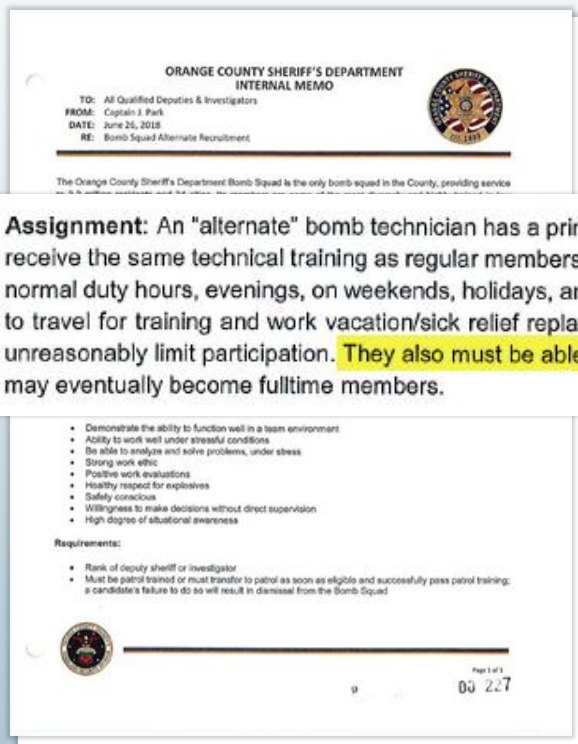 ORANGE COUNTY SHERIFF'S DEPARTMENT
INTERNAL MEMO
TO: All Qualified Deputies & Investigators
FROM: Captain J. Park
DATE: June 26, 2018
RE: Bomb Squad Alternate Recruitment
The Orange County Sheriff's Department Bomb Squad is the only bomb squad in the County, providing service
Assignment: An "alternate" bomb technician has a prim
receive the same technical training as regular members
normal duty hours, evenings, on weekends, holidays, an
to travel for training and work vacation/sick relief repla
unreasonably limit participation. They also must be able
may eventually become fulltime members.
• Demonstrate the ability to function well in a team environment
• Ability to work well under stressful conditions
• Be able to analyze and solve problems, under stress
• Strong work ethic
• Positive work evaluations
• Healthy respect for explosives
• Safety conscious
• Willingness to make decisions without direct supervision
• High degree of situational awareness
Requirements:
• Rank of deputy sheriff or investigator
• Must be patrol trained or must transfer to patrol as soon as eligible and successfully pass patrol training;
a candidate's failure to do so will result in dismissal from the Bomb Squad
Page 1 of 3
00 227